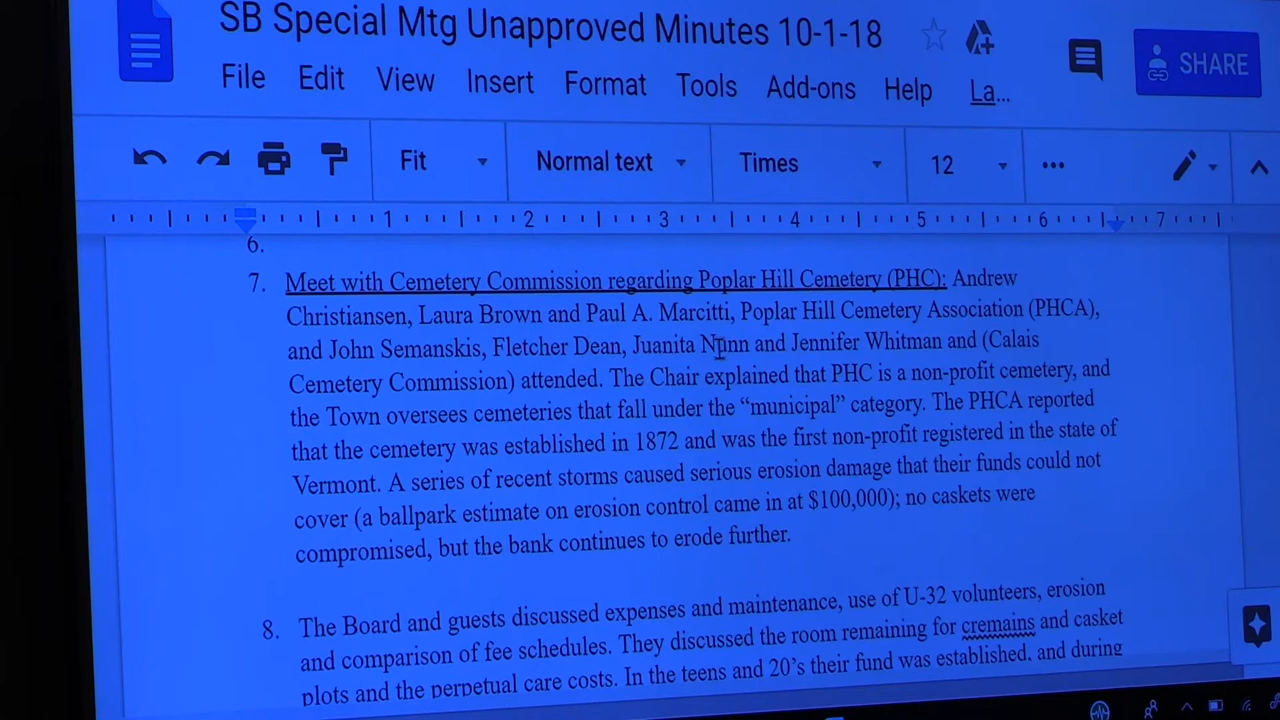 SB Special Mtg Unapproved Minutes 10-1-18
File Edit View Insert Format Tools Add-ons Help La...
SHARE
Fit Normal text Times 12
1 2 3 4 5 6 7
6.
7. Meet with Cemetery Commission regarding Poplar Hill Cemetery (PHC): Andrew
Christiansen, Laura Brown and Paul A. Marcitti, Poplar Hill Cemetery Association (PHCA),
and John Semanskis, Fletcher Dean, Juanita Nunn and Jennifer Whitman and (Calais
Cemetery Commission) attended. The Chair explained that PHC is a non-profit cemetery, and
the Town oversees cemeteries that fall under the “municipal” category. The PHCA reported
that the cemetery was established in 1872 and was the first non-profit registered in the state of
Vermont. A series of recent storms caused serious erosion damage that their funds could not
cover (a ballpark estimate on erosion control came in at $100,000); no caskets were
compromised, but the bank continues to erode further.
8. The Board and guests discussed expenses and maintenance, use of U-32 volunteers, erosion
and comparison of fee schedules. They discussed the room remaining for cremains and casket
plots and the perpetual care costs. In the teens and 20’s their fund was established, and during